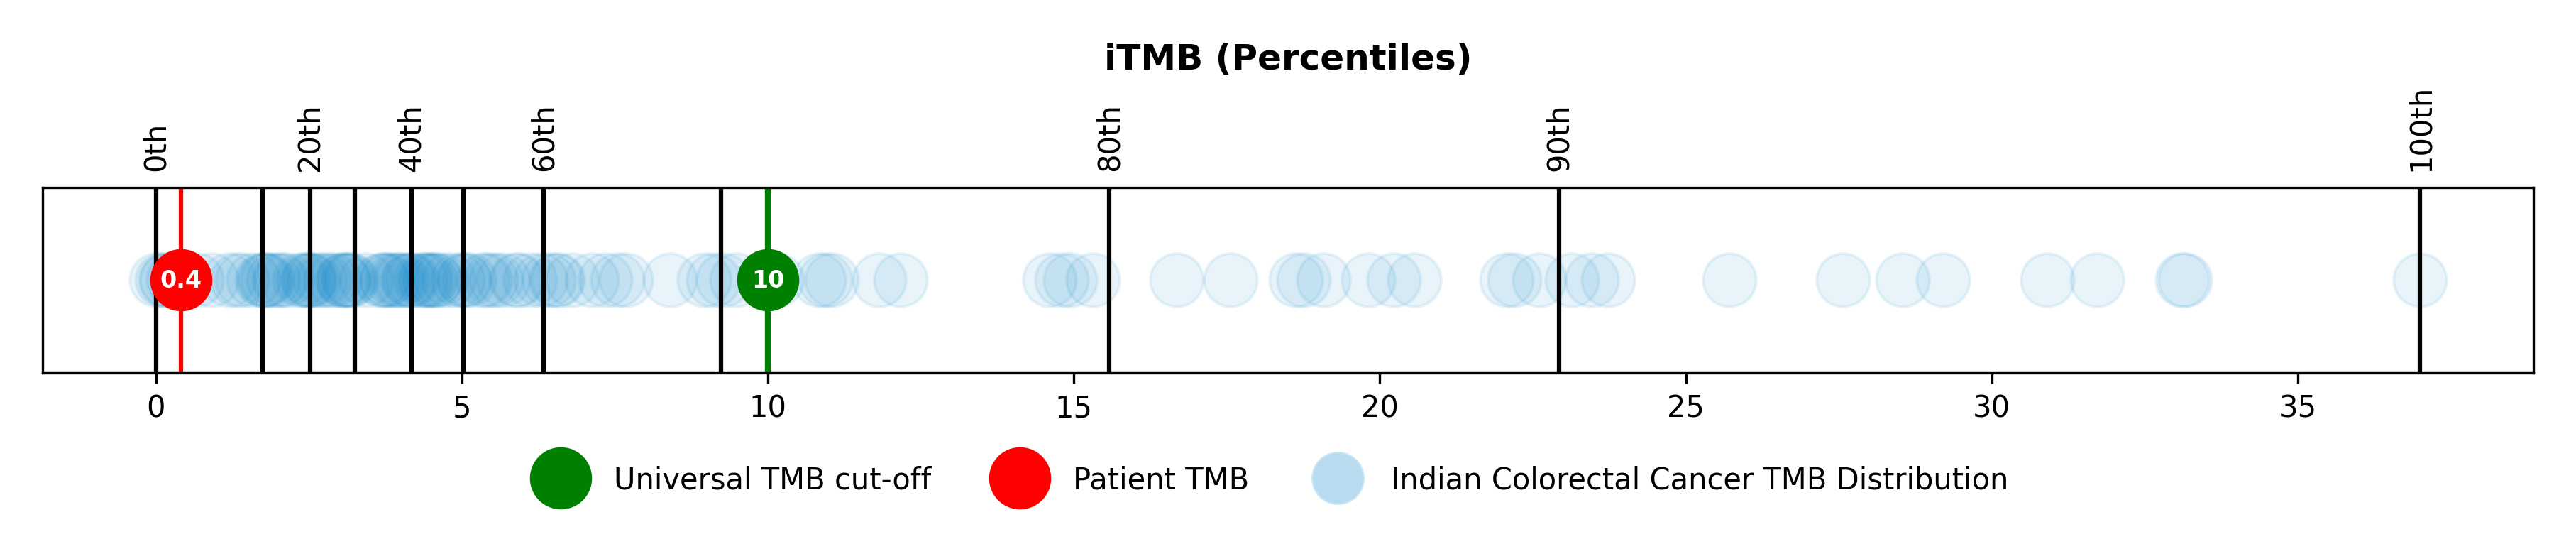 iTMB (Percentiles)
0th 20th 40th 60th 80th 90th 100th
0.4 10
0 5 10 15 20 25 30 35
Universal TMB cut-off Patient TMB Indian Colorectal Cancer TMB Distribution